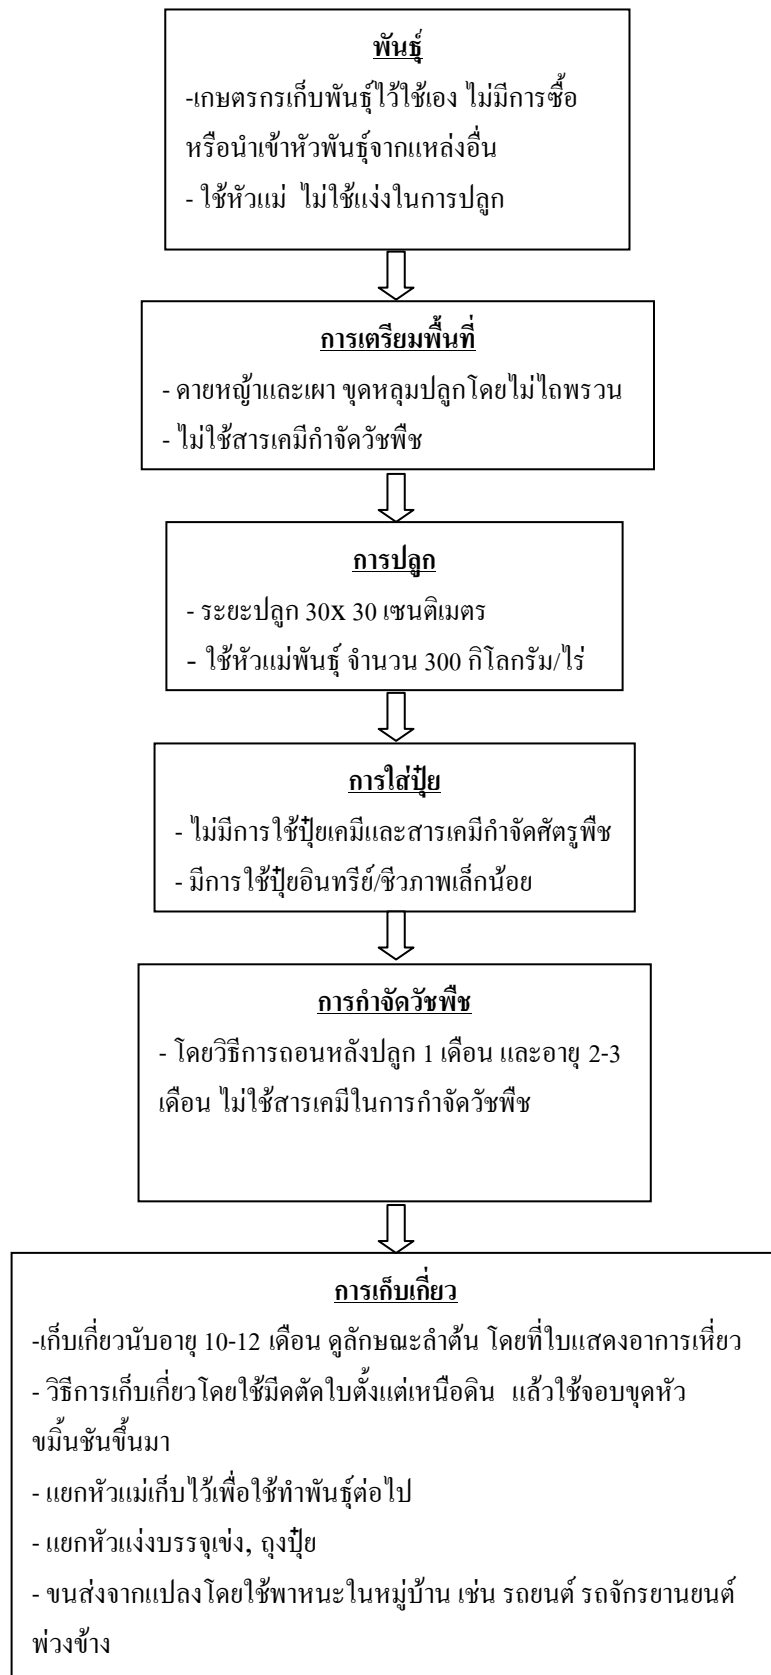 พันธุ์
-เกษตรกรเก็บพันธุ์ไว้ใช้เอง ไม่มีการซื้อ
หรือนำเข้าหัวพันธุ์จากแหล่งอื่น
- ใช้หัวแม่ ไม่ใช้แง่งในการปลูก
การเตรียมพื้นที่
- ดายหญ้าและเผา ขุดหลุมปลูกโดยไม่ไถพรวน
- ไม่ใช้สารเคมีกำจัดวัชพืช
การปลูก
- ระยะปลูก 30x 30 เซนติเมตร
- ใช้หัวแม่พันธุ์ จำนวน 300 กิโลกรัม/ไร่
การใส่ปุ๋ย
- ไม่มีการใช้ปุ๋ยเคมีและสารเคมีกำจัดศัตรูพืช
- มีการใช้ปุ๋ยอินทรีย์/ชีวภาพเล็กน้อย
การกำจัดวัชพืช
- โดยวิธีการถอนหลังปลูก 1 เดือน และอายุ 2-3
เดือน ไม่ใช้สารเคมีในการกำจัดวัชพืช
การเก็บเกี่ยว
-เก็บเกี่ยวนับอายุ 10-12 เดือน ดูลักษณะลำต้น โดยที่ใบแสดงอาการเหี่ยว
- วิธีการเก็บเกี่ยวโดยใช้มีดตัดใบตั้งแต่เหนือดิน แล้วใช้จอบขุดหัว
ขมิ้นชันขึ้นมา
- แยกหัวแม่เก็บไว้เพื่อใช้ทำพันธุ์ต่อไป
- แยกหัวแง่งบรรจุเข่ง, ถุงปุ๋ย
- ขนส่งจากแปลงโดยใช้พาหนะในหมู่บ้าน เช่น รถยนต์ รถจักรยานยนต์
พ่วงข้าง